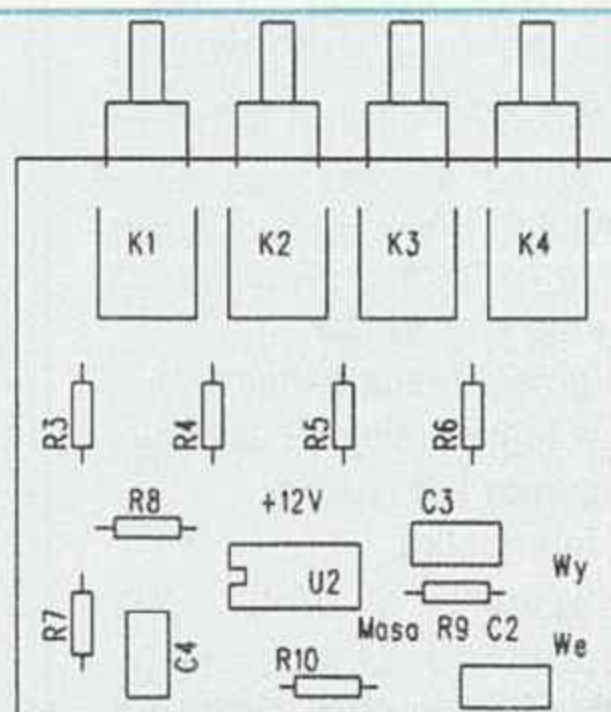 K1 K2 K3 K4
R3 R4 R5 R6
R8 +12V C3
U2 Wy
R7 C4 Masa R9 C2
R10 We